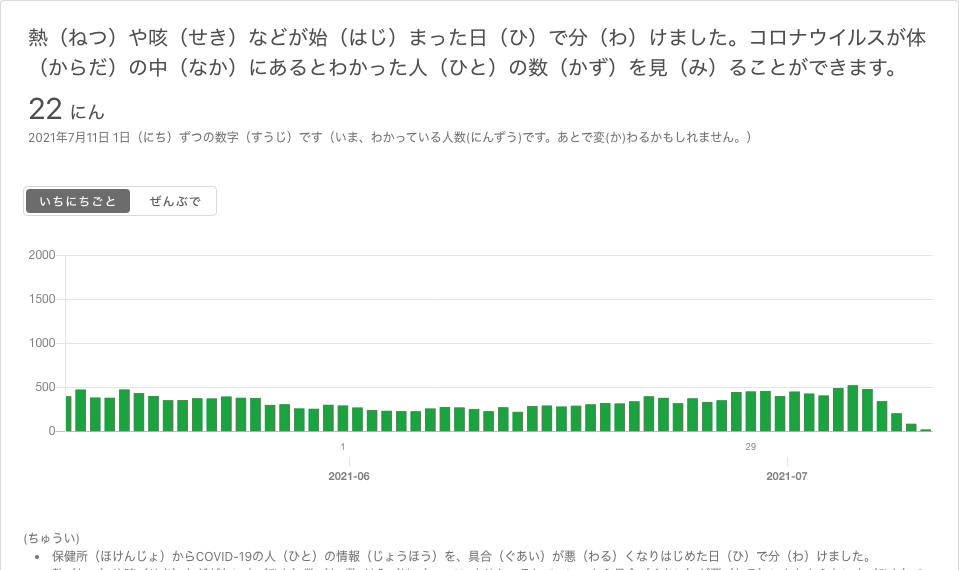 熱（ねつ）や咳（せき）などが始（はじ）まった日（ひ）で分（わ）けました。コロナウイルスが体
（からだ）の中（なか）にあるとわかった人（ひと）の数（かず）を見（み）ることができます。
22 にん
2021年7月11日 1日（にち）ずつの数字（すうじ）です（いま、わかっている人数(にんずう)です。あとで変(か)わるかもしれません。）
いちにちごと ぜんぶで
2000
1500
1000
500
0
1 29
2021-06 2021-07
(ちゅうい)
• 保健所（ほけんじょ）からCOVID-19の人（ひと）の情報（じょうほう）を、具合（ぐあい）が悪（わる）くなりはじめた日（ひ）で分（わ）けました。